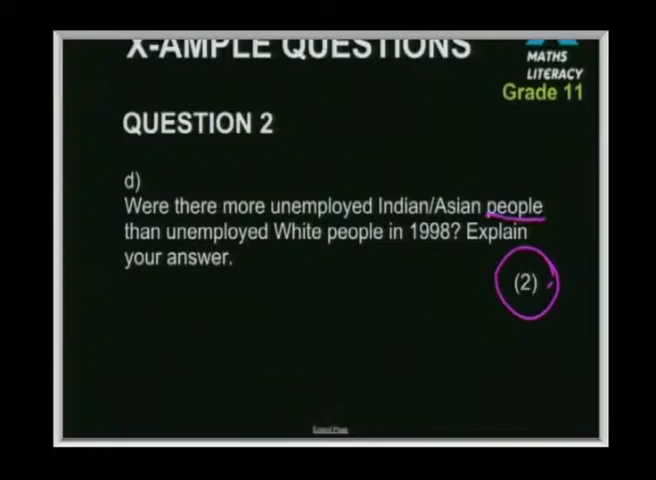 X-AMPLE QUESTIONS
MATHS
LITERACY
Grade 11
QUESTION 2
d)
Were there more unemployed Indian/Asian people
than unemployed White people in 1998? Explain
your answer.
(2)